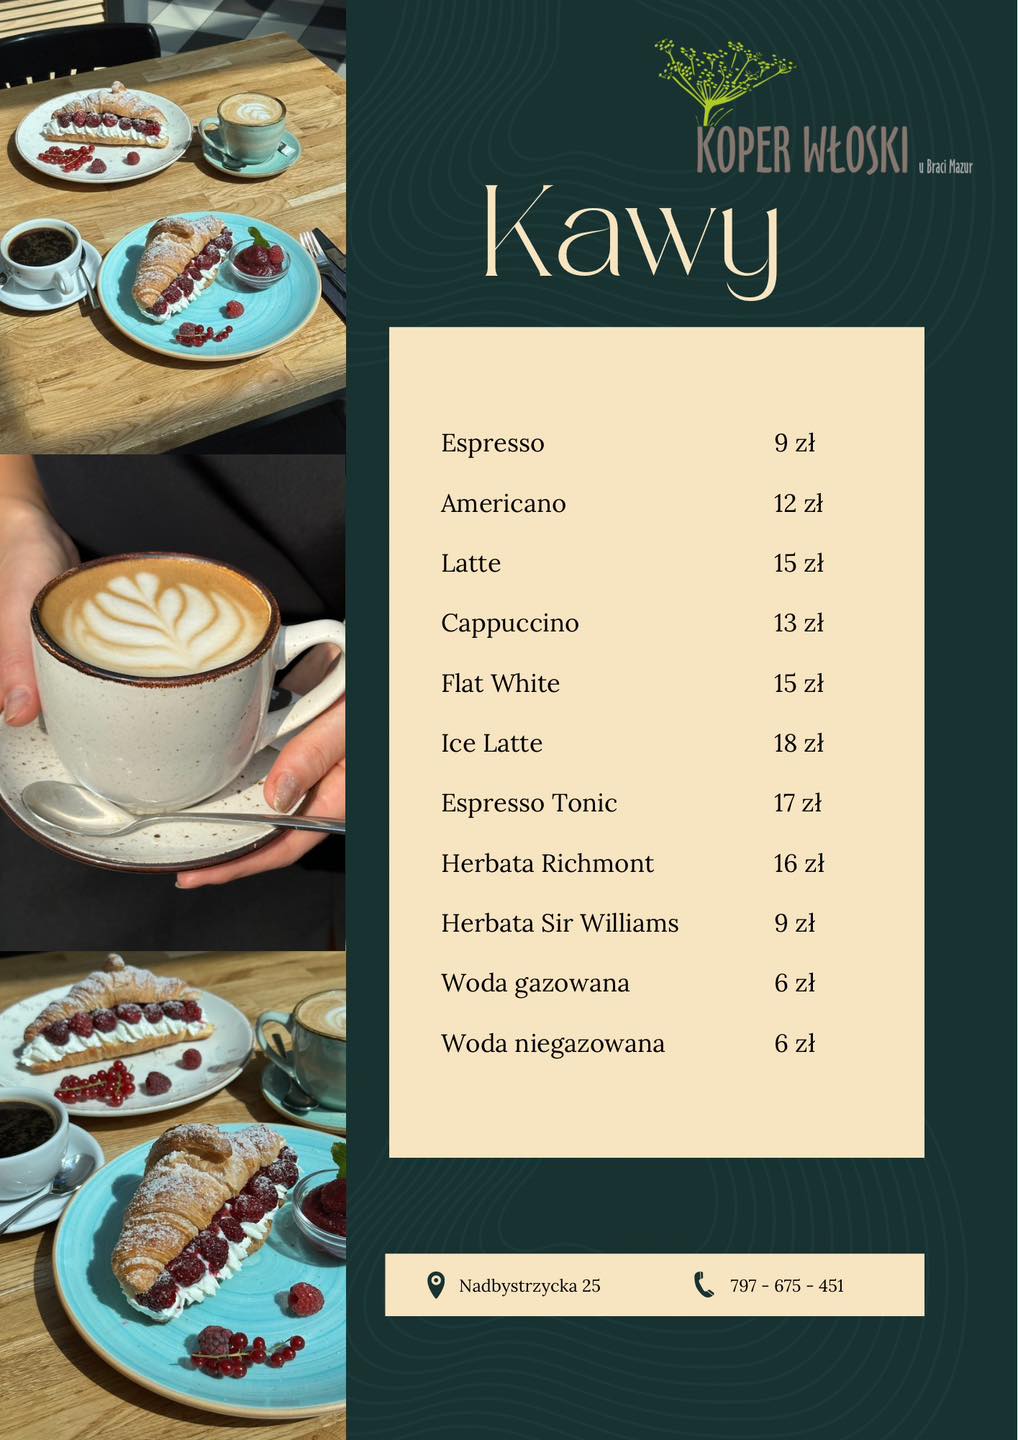 KOPER WŁOSKI u Braci Mazur
Kawy
Espresso 9 zł
Americano 12 zł
Latte 15 zł
Cappuccino 13 zł
Flat White 15 zł
Ice Latte 18 zł
Espresso Tonic 17 zł
Herbata Richmont 16 zł
Herbata Sir Williams 9 zł
Woda gazowana 6 zł
Woda niegazowana 6 zł
Nadbystrzycka 25 797 - 675 - 451